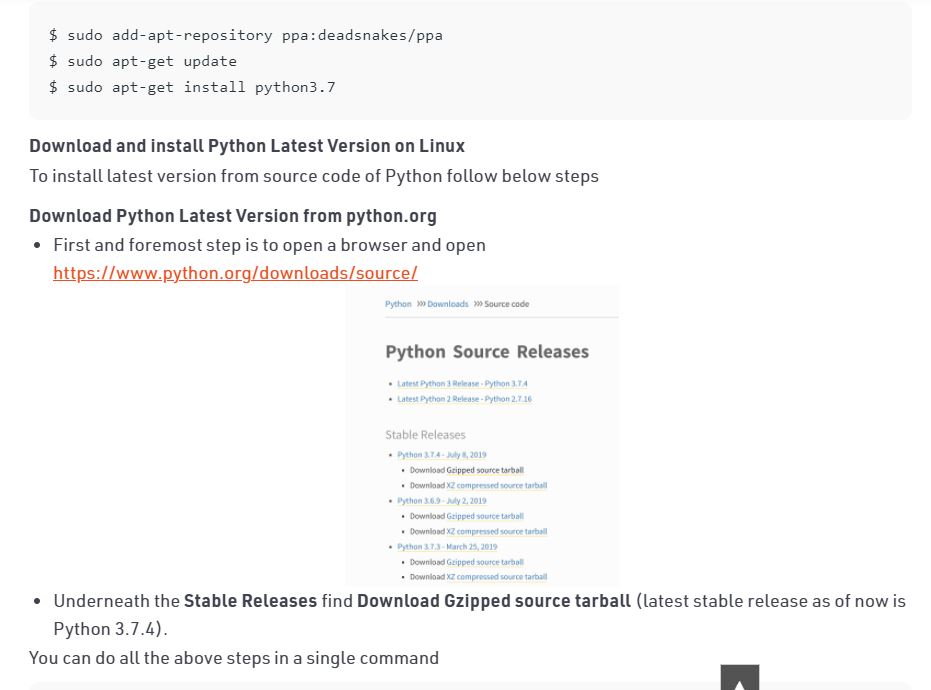 $ sudo add-apt-repository ppa:deadsnakes/ppa
$ sudo apt-get update
$ sudo apt-get install python3.7
Download and install Python Latest Version on Linux
To install latest version from source code of Python follow below steps
Download Python Latest Version from python.org
• First and foremost step is to open a browser and open
https://www.python.org/downloads/source/
Python >>> Downloads >>> Source code
Python Source Releases
• Latest Python 3 Release - Python 3.7.4
• Latest Python 2 Release - Python 2.7.16
Stable Releases
• Python 3.7.4 - July 8, 2019
• Download Gzipped source tarball
• Download XZ compressed source tarball
• Python 3.6.9 - July 2, 2019
• Download Gzipped source tarball
• Download XZ compressed source tarball
• Python 3.7.3 - March 25, 2019
• Download Gzipped source tarball
• Download XZ compressed source tarball
• Underneath the Stable Releases find Download Gzipped source tarball (latest stable release as of now is
Python 3.7.4).
You can do all the above steps in a single command